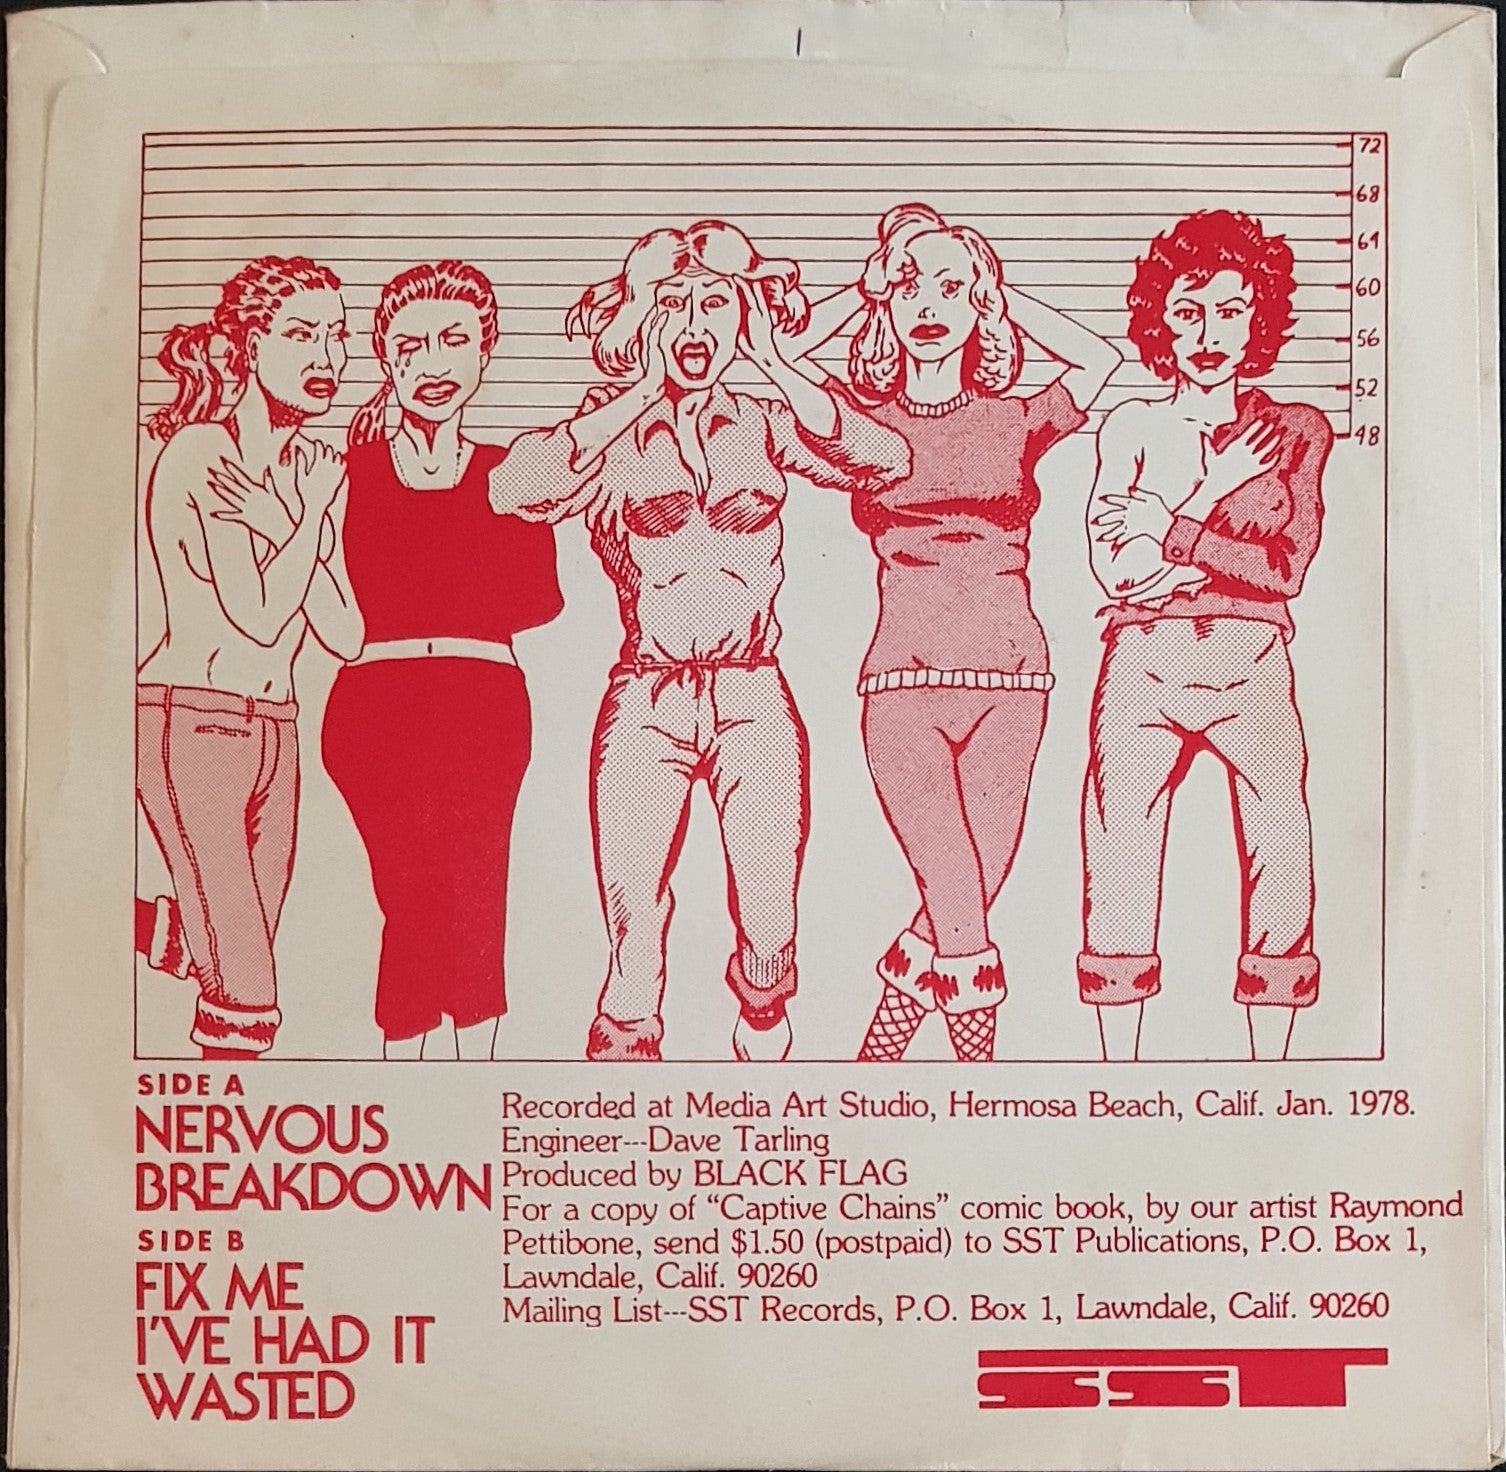 72
68
64
60
56
52
48
SIDE A
NERVOUS
BREAKDOWN
SIDE B
FIX ME
I'VE HAD IT
WASTED
Recorded at Media Art Studio, Hermosa Beach, Calif. Jan. 1978.
Engineer---Dave Tarling
Produced by BLACK FLAG
For a copy of “Captive Chains” comic book, by our artist Raymond
Pettibone, send $1.50 (postpaid) to SST Publications, P.O. Box 1,
Lawndale, Calif. 90260
Mailing List---SST Records, P.O. Box 1, Lawndale, Calif. 90260
SST